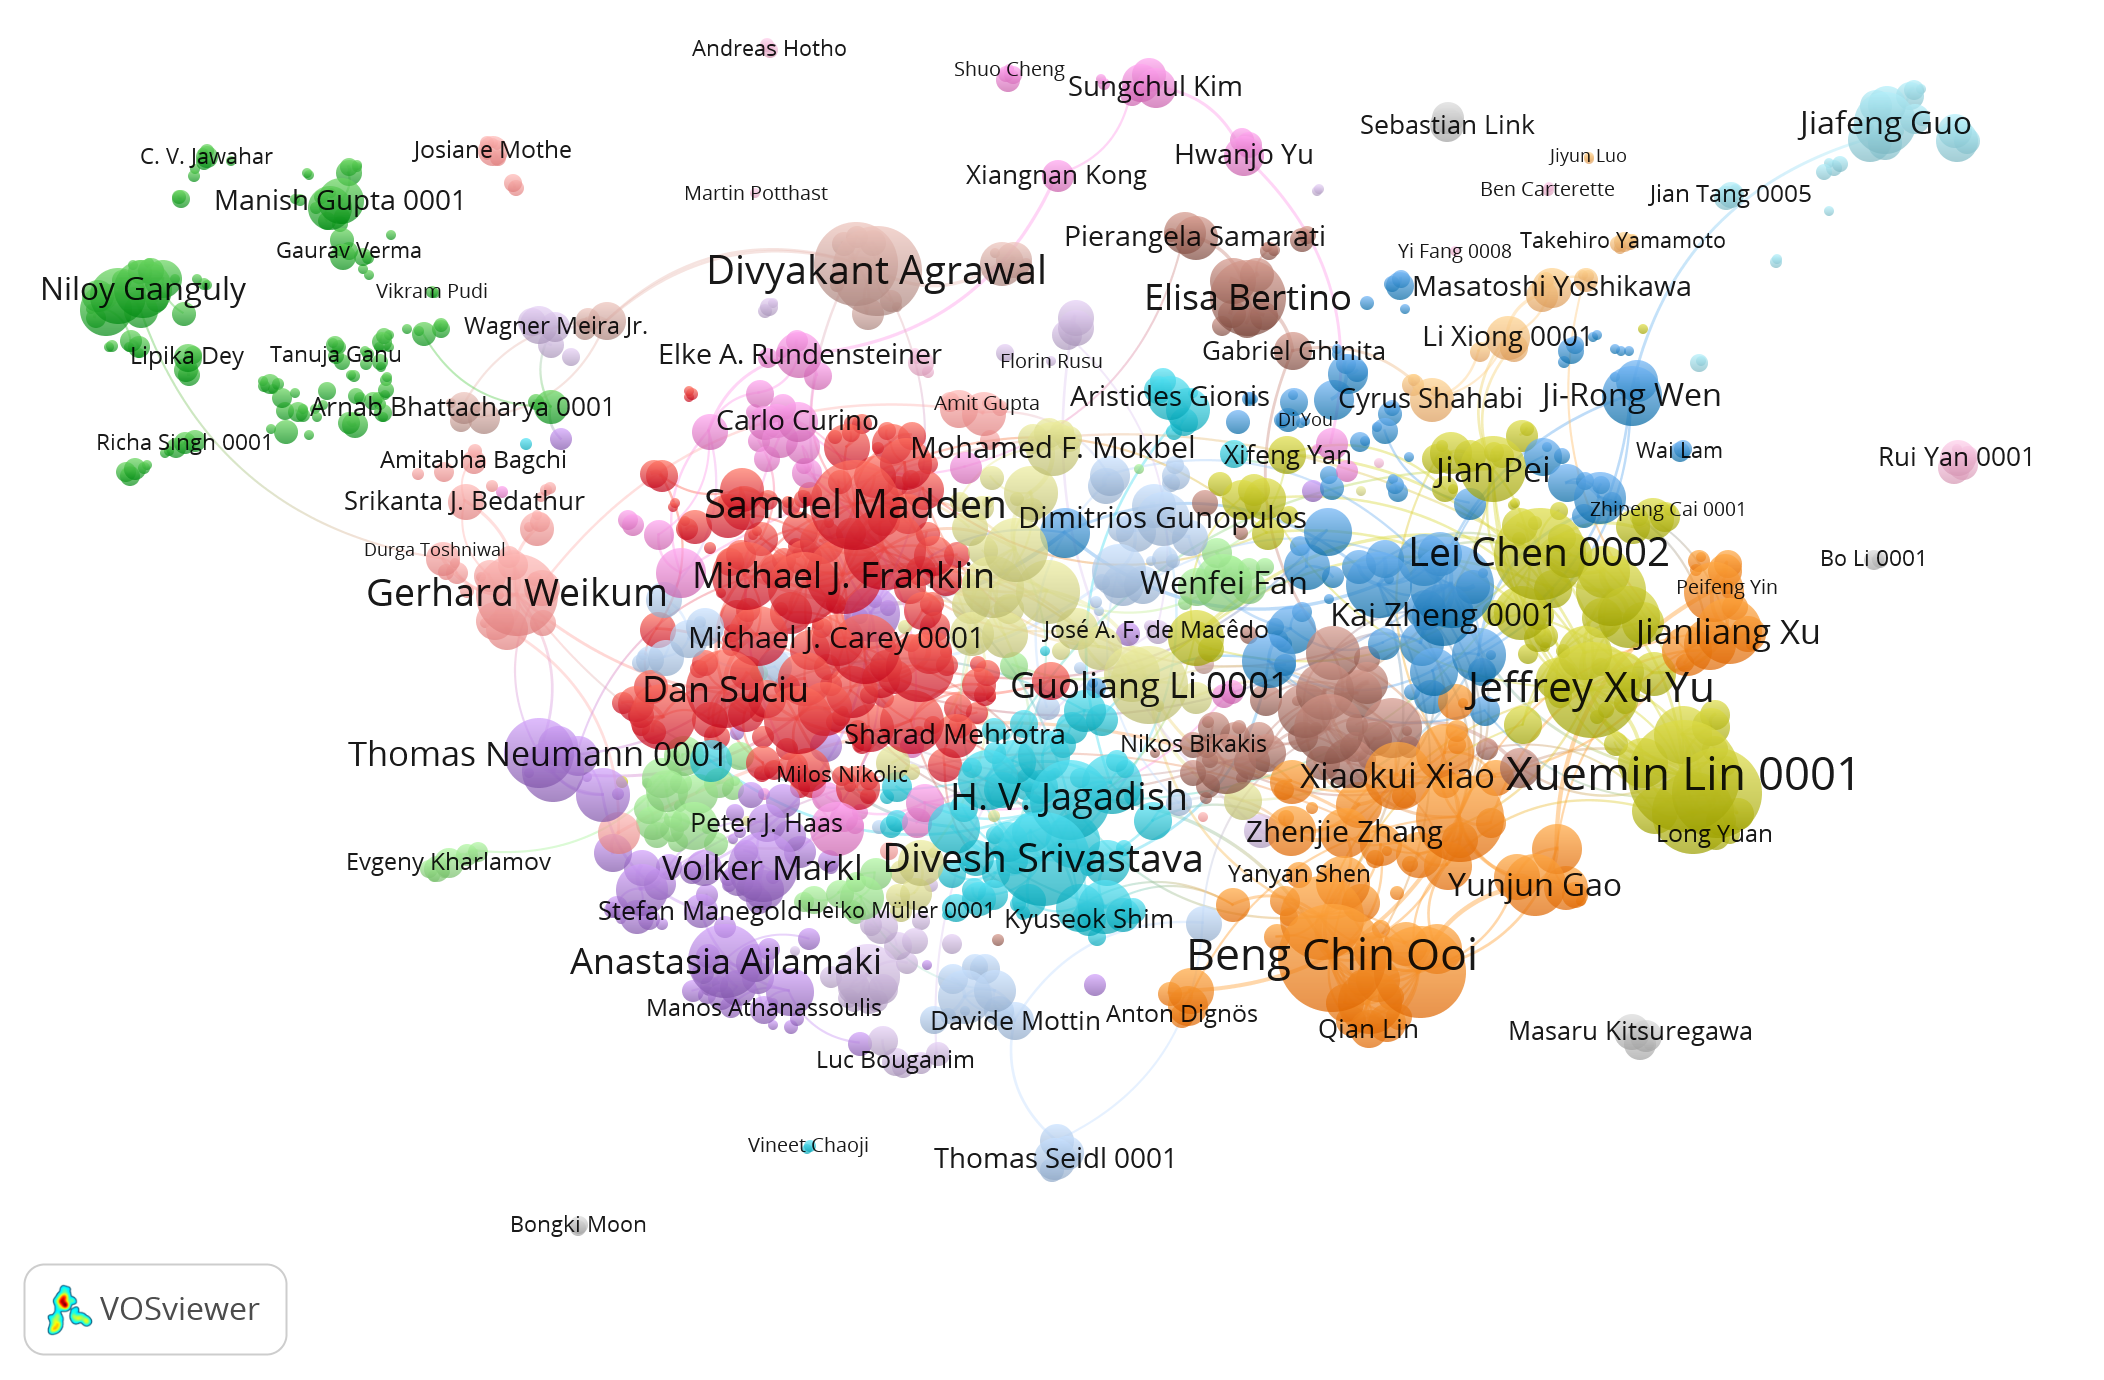 Andreas Hotho
Shuo Cheng
Sungchul Kim
Sebastian Link
Jiafeng Guo
C. V. Jawahar
Josiane Mothe
Hwanjo Yu
Jiyun Luo
Xiangnan Kong
Martin Potthast
Ben Carterette
Jian Tang 0005
Manish Gupta 0001
Pierangela Samarati
Takehiro Yamamoto
Gaurav Verma
Yi Fang 0008
Divyakant Agrawal
Niloy Ganguly
Vikram Pudi
Elisa Bertino
Masatoshi Yoshikawa
Wagner Meira Jr.
Li Xiong 0001
Lipika Dey
Tanuja Ganu
Elke A. Rundensteiner
Florin Rusu
Gabriel Ghinita
Aristides Gionis
Cyrus Shahabi
Ji-Rong Wen
Arnab Bhattacharya 0001
Amit Gupta
Carlo Curino
Di You
Richa Singh 0001
Mohamed F. Mokbel
Xifeng Yan
Wai Lam
Rui Yan 0001
Amitabha Bagchi
Jian Pei
Srikanta J. Bedathur
Samuel Madden
Dimitrios Gunopulos
Zhipeng Cai 0001
Durga Toshniwal
Lei Chen 0002
Bo Li 0001
Gerhard Weikum
Michael J. Franklin
Wenfei Fan
Peifeng Yin
Kai Zheng 0001
Michael J. Carey 0001
José A. F. de Macêdo
Jianliang Xu
Dan Suciu
Guoliang Li 0001
Jeffrey Xu Yu
Sharad Mehrotra
Nikos Bikakis
Thomas Neumann 0001
Milos Nikolic
Xiaokui Xiao
Xuemin Lin 0001
H. V. Jagadish
Peter J. Haas
Zhenjie Zhang
Long Yuan
Evgeny Kharlamov
Volker Markl
Divesh Srivastava
Yanyan Shen
Yunjun Gao
Stefan Manegold
Heiko Müller 0001
Kyuseok Shim
Anastasia Ailamaki
Beng Chin Ooi
Manos Athanassoulis
Davide Mottin
Anton Dignös
Qian Lin
Masaru Kitsuregawa
Luc Bouganim
Vineet Chaoji
Thomas Seidl 0001
Bongki Moon
VOSviewer